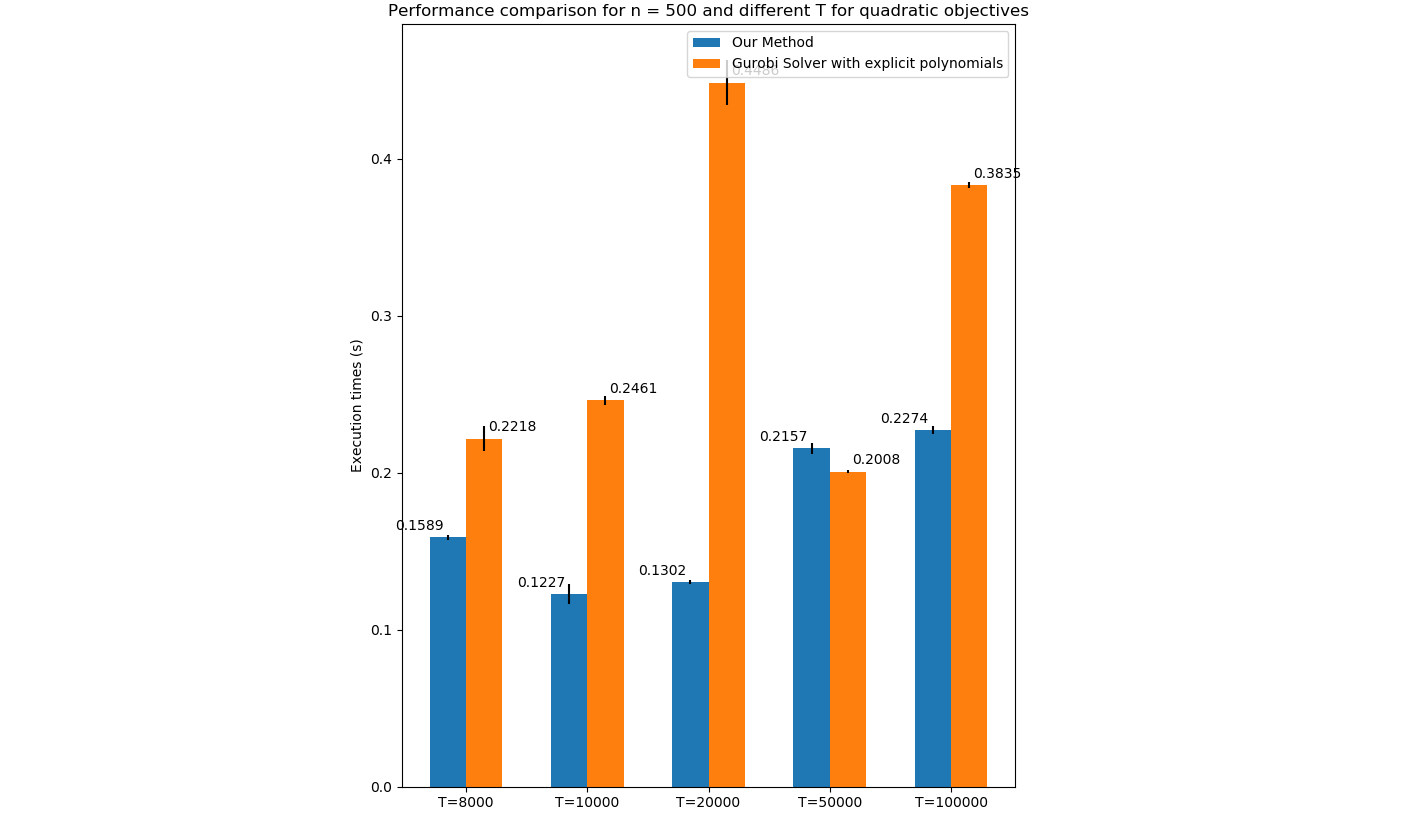 Performance comparison for n = 500 and different T for quadratic objectives
Our Method
Gurobi Solver with explicit polynomials
0.4486
0.4
0.3835
0.3
Execution times (s)
0.2461
0.2218
0.2274
0.2157
0.2008
0.2
0.1589
0.1302
0.1227
0.1
0.0
T=8000
T=10000
T=20000
T=50000
T=100000